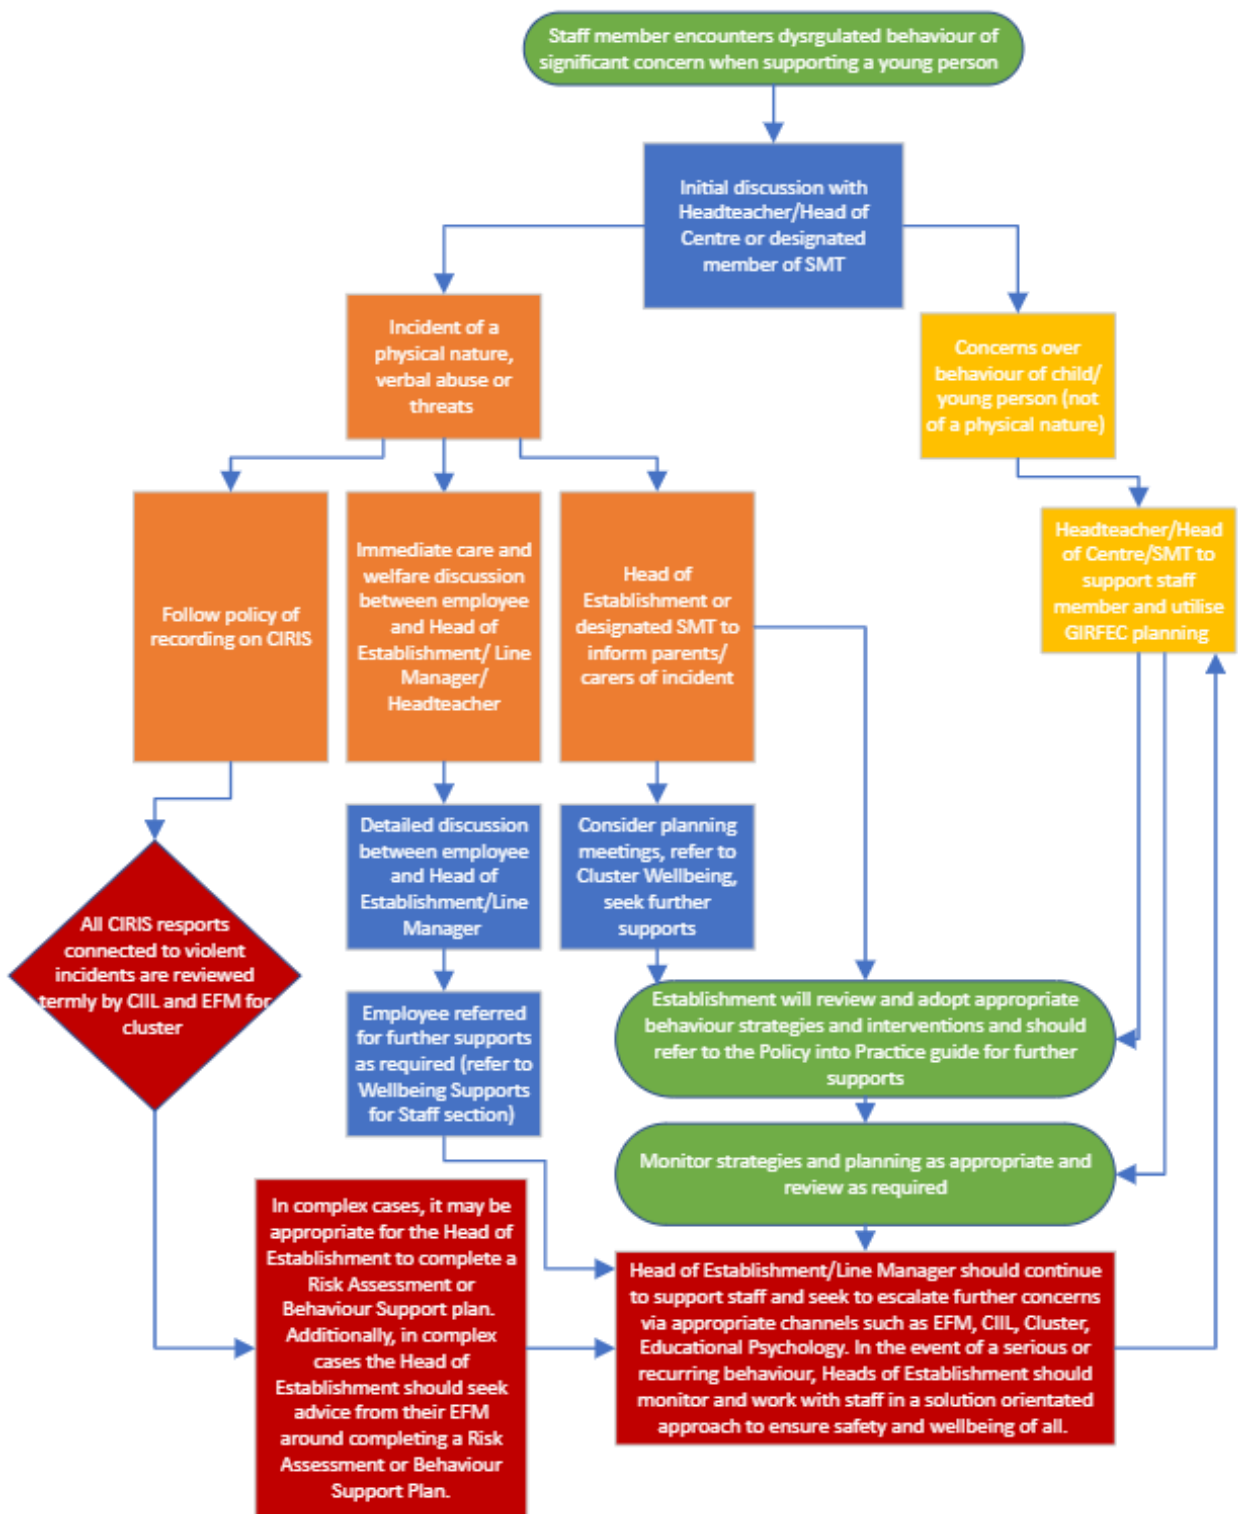 Staff member encounters dysrgulated behaviour of
significant concern when supporting a young person
Initial discussion with
Headteacher/Head of
Centre or designated
member of SMT
Incident of a
physical nature,
verbal abuse or
threats
Concerns over
behaviour of child/
young person (not
of a physical nature)
Follow policy of
recording on CIRIS
Immediate care and
welfare discussion
between employee
and Head of
Establishment/ Line
Manager/
Headteacher
Head of
Establishment or
designated SMT to
inform parents/
carers of incident
Headteacher/Head
of Centre/SMT to
support staff
member and utilise
GIRFEC planning
All CIRIS resports
connected to violent
incidents are reviewed
termly by CIIL and EFM for
cluster
Detailed discussion
between employee
and Head of
Establishment/Line
Manager
Consider planning
meetings, refer to
Cluster Wellbeing,
seek further
supports
Employee referred
for further supports
as required (refer to
Wellbeing Supports
for Staff section)
Establishment will review and adopt appropriate
behaviour strategies and interventions and should
refer to the Policy into Practice guide for further
supports
Monitor strategies and planning as appropriate and
review as required
In complex cases, it may be
appropriate for the Head of
Establishment to complete a
Risk Assessment or
Behaviour Support plan.
Additionally, in complex
cases the Head of
Establishment should seek
advice from their EFM
around completing a Risk
Assessment or Behaviour
Support Plan.
Head of Establishment/Line Manager should continue
to support staff and seek to escalate further concerns
via appropriate channels such as EFM, CIIL, Cluster,
Educational Psychology. In the event of a serious or
recurring behaviour, Heads of Establishment should
monitor and work with staff in a solution orientated
approach to ensure safety and wellbeing of all.